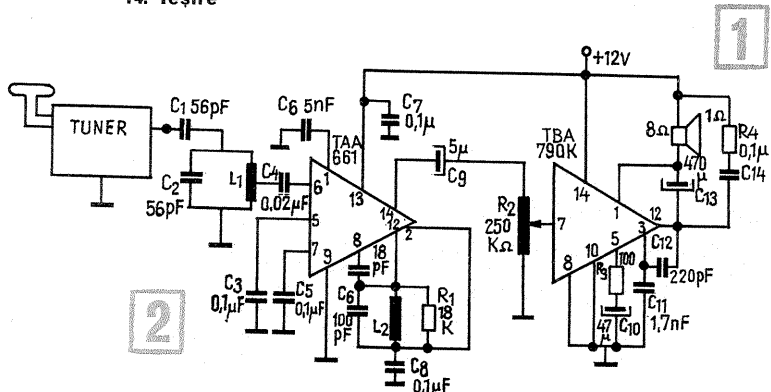 14. Ieșire
1
+12V
TUNER
C1 56pF
C6 5nF
C7
0,1µ
TAA
661
5µ
C9
TBA
790K
8Ω
1Ω
R4
0,1µ
C14
470
µ
C13
C2
56pF
L1
C4
0,02µF
1
6
5
7
13
14
12
2
8
9
R2
250
KΩ
7
14
1
12
3
5
10
8
C12
220pF
R3
100
C11
1,7nF
47
µ
C10
C3
0,1µF
C5
0,1µF
18
pF
C6
100
pF
L2
R1
18
K
C8
0,1µF
2